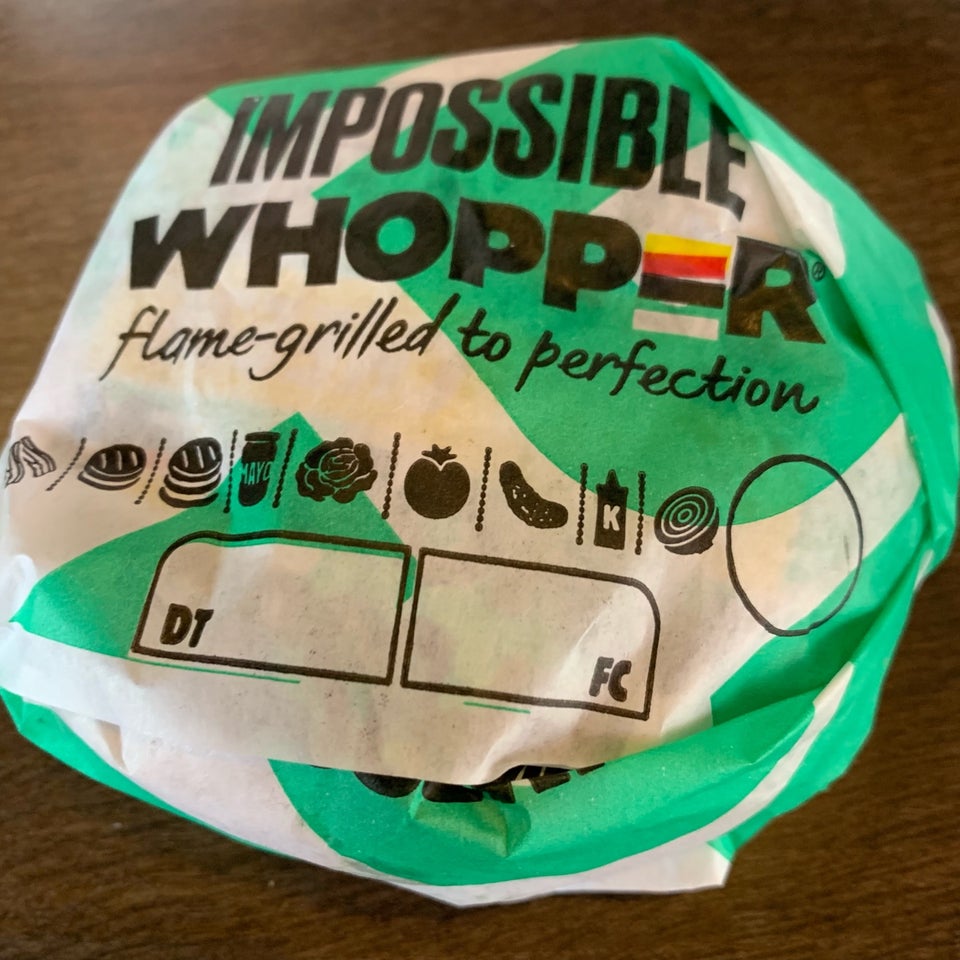 IMPOSSIBLE
WHOPPER®
flame-grilled to perfection
MAYO K
DT FC